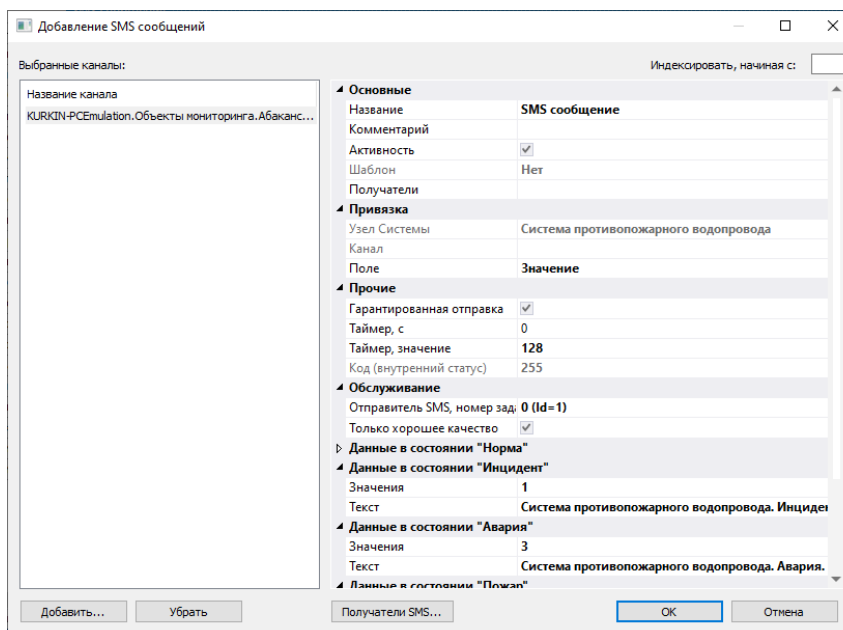 Добавление SMS сообщений
Выбранные каналы:
Индексировать, начиная с:
Название канала
KURKIN-PCEmulation.Объекты мониторинга.Абаканс...
Основные
Название SMS сообщение
Комментарий
Активность
Шаблон Нет
Получатели
Привязка
Узел Системы Система противопожарного водопровода
Канал
Поле Значение
Прочие
Гарантированная отправка
Таймер, с 0
Таймер, значение 128
Код (внутренний статус) 255
Обслуживание
Отправитель SMS, номер зада 0 (Id=1)
Только хорошее качество
Данные в состоянии "Норма"
Данные в состоянии "Инцидент"
Значения 1
Текст Система противопожарного водопровода. Инциден
Данные в состоянии "Авария"
Значения 3
Текст Система противопожарного водопровода. Авария.
Данные в состоянии "Пожар"
Добавить... Убрать Получатели SMS... OK Отмена